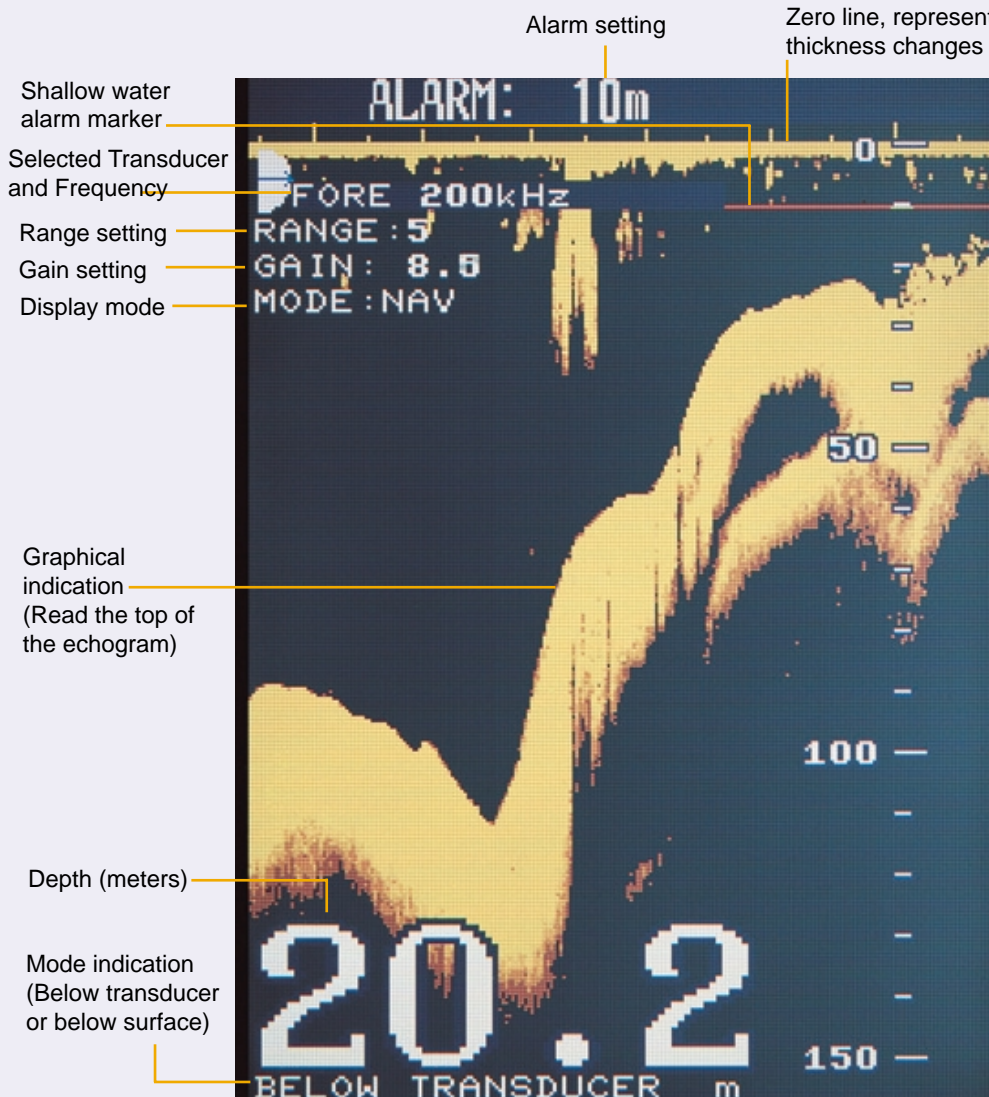 Alarm setting
Zero line, represent
thickness changes
Shallow water
alarm marker
Selected Transducer
and Frequency
Range setting
Gain setting
Display mode
Graphical
indication
(Read the top of
the echogram)
Depth (meters)
Mode indication
(Below transducer
or below surface)
ALARM: 10m
0
FORE 200kHz
RANGE:5
GAIN: 8.5
MODE:NAV
50
100
150
20.2
BELOW TRANSDUCER m